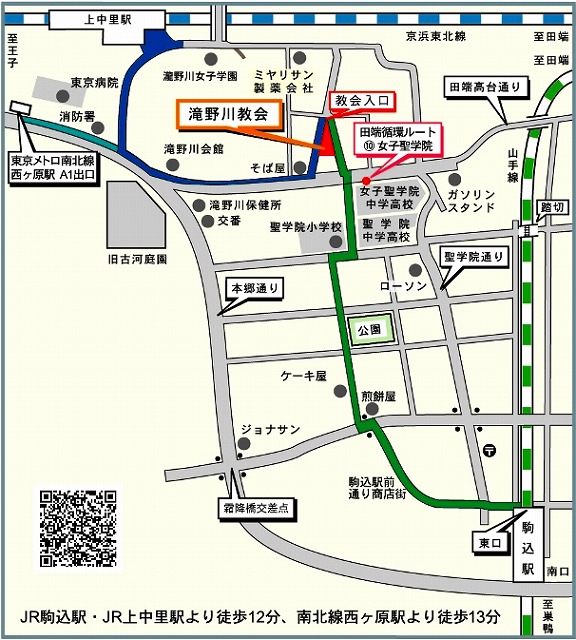 上中里駅
京浜東北線
至田端
至田端
至王子
東京病院
消防署
滝野川女子学園
ミヤリサン
製薬会社
教会入口
田端高台通り
滝野川教会
田端循環ルート
⑩ 女子聖学院
山手線
東京メトロ南北線
西ヶ原駅 A1出口
滝野川会館
そば屋
女子聖学院
中学高校
ガソリン
スタンド
踏切
滝野川保健所
交番
聖学院小学校
聖学院
中学高校
旧古河庭園
聖学院通り
本郷通り
ローソン
公園
ケーキ屋
煎餅屋
ジョナサン
〒
駒込駅前
通り商店街
霜降橋交差点
東口
駒込駅
南口
至巣鴨
JR駒込駅・JR上中里駅より徒歩12分、南北線西ヶ原駅より徒歩13分